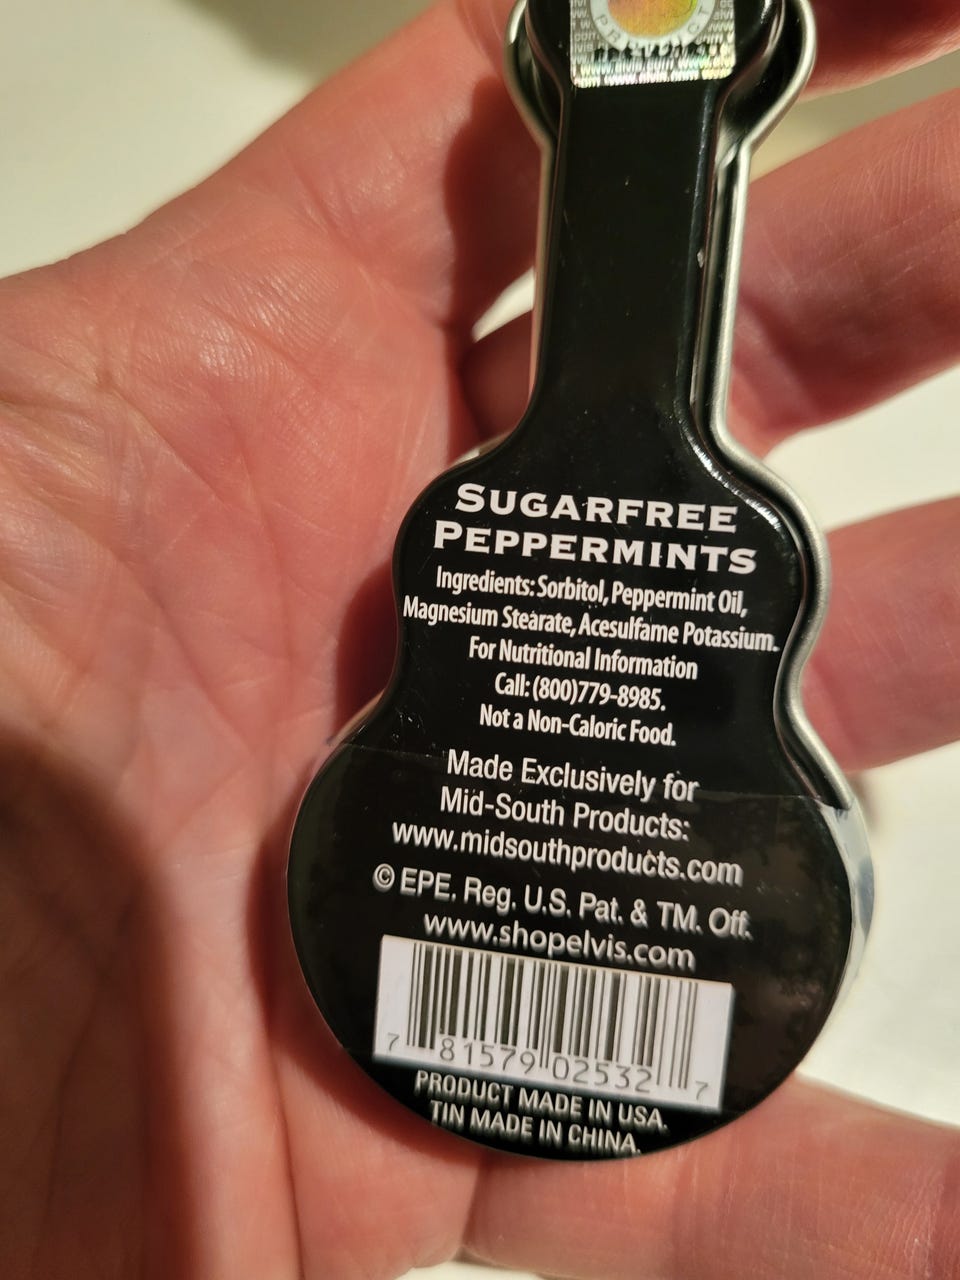 PRODUCT
SUGARFREE
PEPPERMINTS
Ingredients: Sorbitol, Peppermint Oil,
Magnesium Stearate, Acesulfame Potassium.
For Nutritional Information
Call: (800)779-8985.
Not a Non-Caloric Food.
Made Exclusively for
Mid-South Products:
www.midsouthproducts.com
© EPE. Reg. U.S. Pat. & TM. Off.
www.shopelvis.com
7 81579 02532 7
PRODUCT MADE IN USA.
TIN MADE IN CHINA.